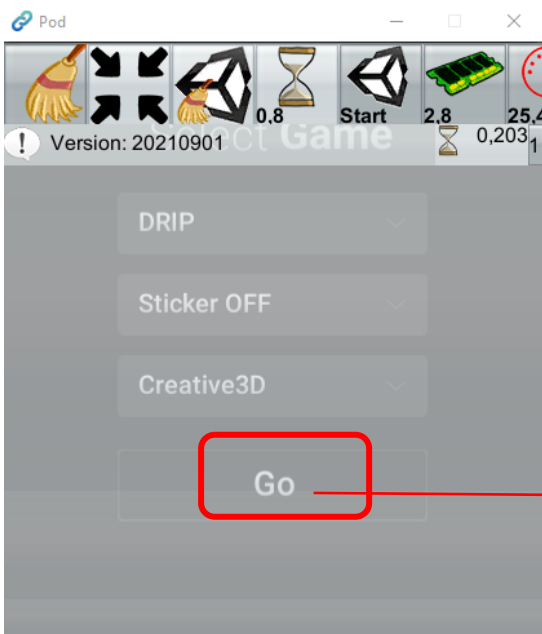 Pod
0,8
Start
2,8
25,4
Select Game
Version: 20210901
0,203
1
DRIP
Sticker OFF
Creative3D
Go